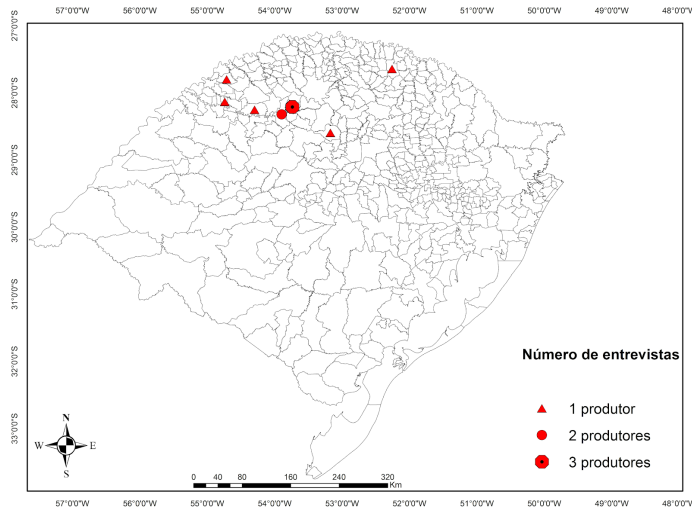 57°0'0"W 56°0'0"W 55°0'0"W 54°0'0"W 53°0'0"W 52°0'0"W 51°0'0"W 50°0'0"W 49°0'0"W 48°0'0"W
27°0'0"S
28°0'0"S
29°0'0"S
30°0'0"S
31°0'0"S
32°0'0"S
33°0'0"S
Número de entrevistas
1 produtor
2 produtores
3 produtores
N
W E
S
0 40 80 160 240 320
Km
57°0'0"W 56°0'0"W 55°0'0"W 54°0'0"W 53°0'0"W 52°0'0"W 51°0'0"W 50°0'0"W 49°0'0"W 48°0'0"W